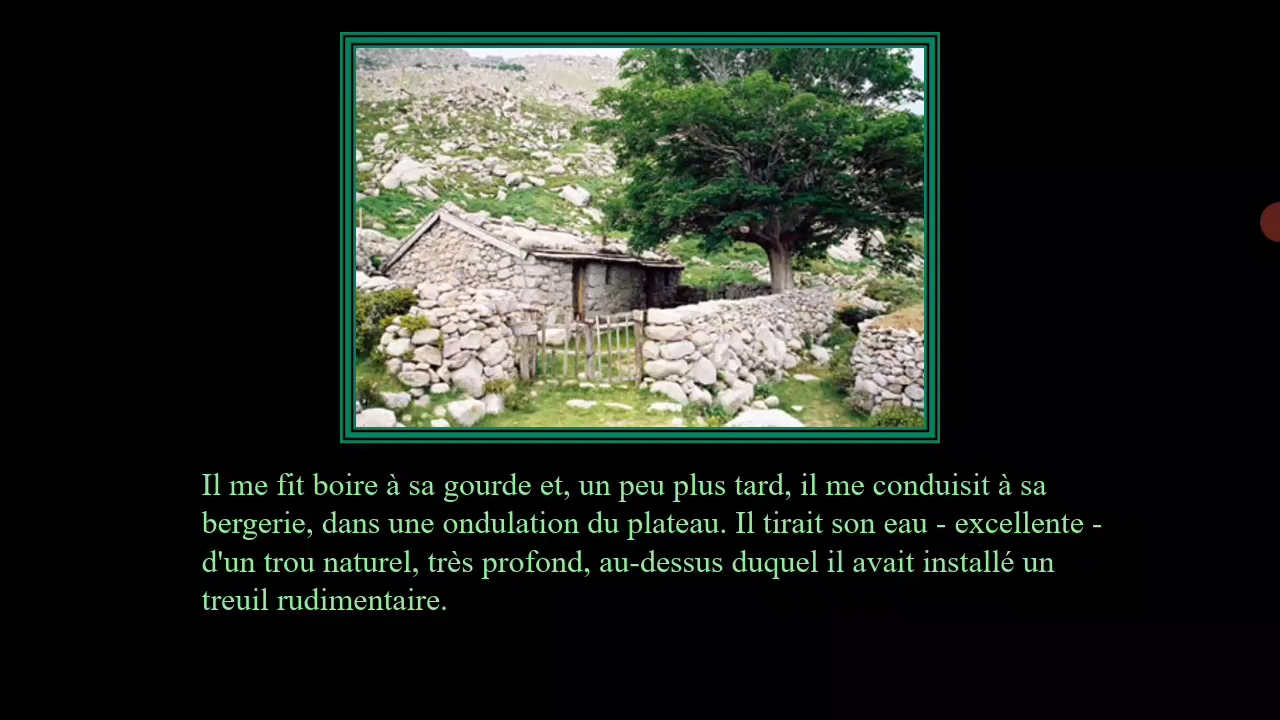 Il me fit boire à sa gourde et, un peu plus tard, il me conduisit à sa
bergerie, dans une ondulation du plateau. Il tirait son eau - excellente -
d'un trou naturel, très profond, au-dessus duquel il avait installé un
treuil rudimentaire.